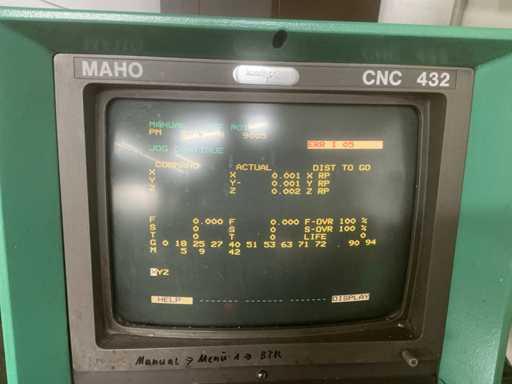 MAHO
CNC 432
MANUAL
PM 9005
ERR I 05
JOG CONTINUE
COMMAND ACTUAL DIST TO GO
X X 0.001 X RP
Y Y- 0.001 Y RP
Z Z 0.002 Z RP
F 0.000 F 0.000 F-OVR 100 %
S 0 S 0 S-OVR 100 %
T 0 T 0 LIFE 0
G 0 18 25 27 40 51 53 63 71 72 . 90 94
M 5 9 42
XYZ
HELP DISPLAY
Manual → Menü 1 → BTR